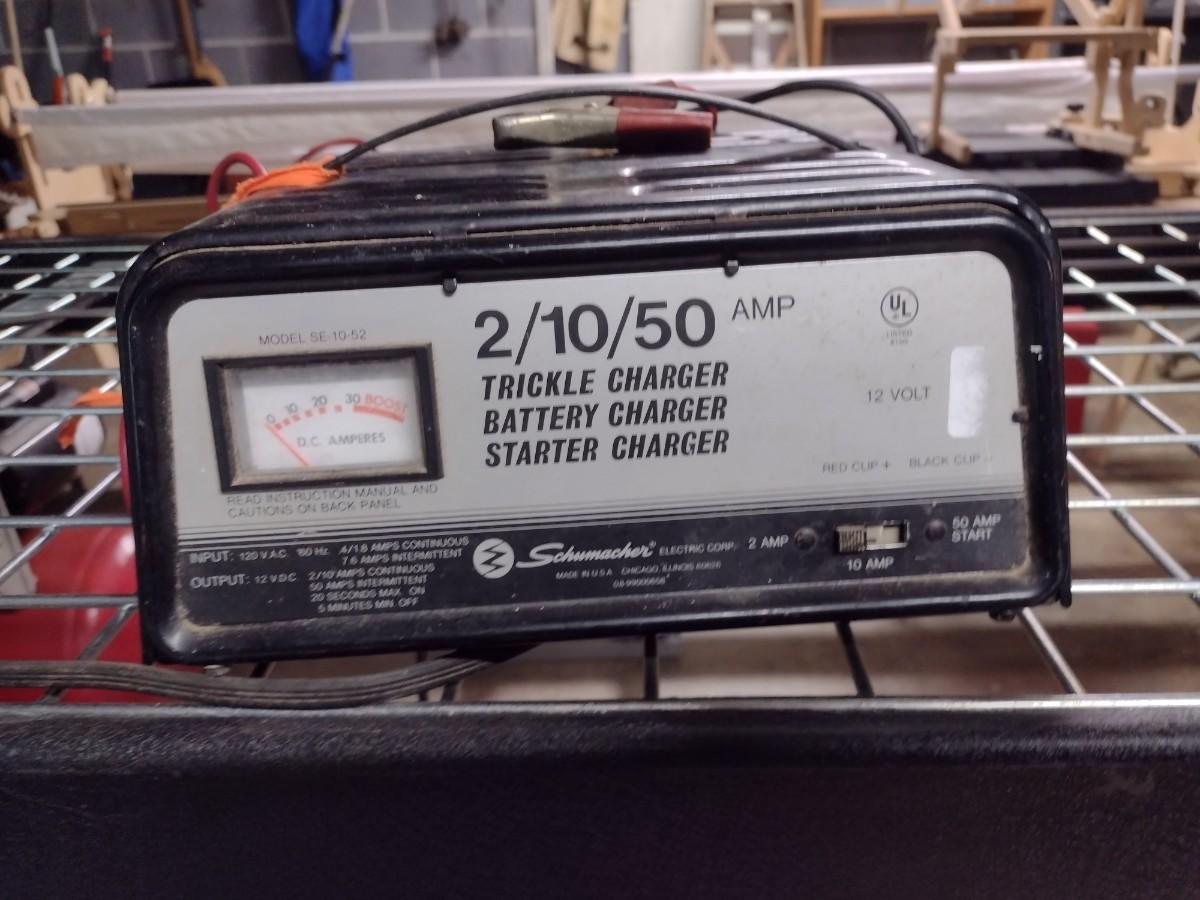 2/10/50 AMP
UL
LISTED
MODEL SE-10-52
0 10 20 30 BOOST
D.C. AMPERES
TRICKLE CHARGER
BATTERY CHARGER
STARTER CHARGER
12 VOLT
RED CLIP + BLACK CLIP -
READ INSTRUCTION MANUAL AND
CAUTIONS ON BACK PANEL
INPUT: 120 V.A.C. 60 Hz. .4/1.8 AMPS CONTINUOUS
7.6 AMPS INTERMITTENT
OUTPUT: 12 V.D.C. 2/10 AMPS CONTINUOUS
50 AMPS INTERMITTENT
20 SECONDS MAX. ON
5 MINUTES MIN. OFF
Schumacher® ELECTRIC CORP.
MADE IN U.S.A. CHICAGO, ILLINOIS 60626
2 AMP
10 AMP
50 AMP
START